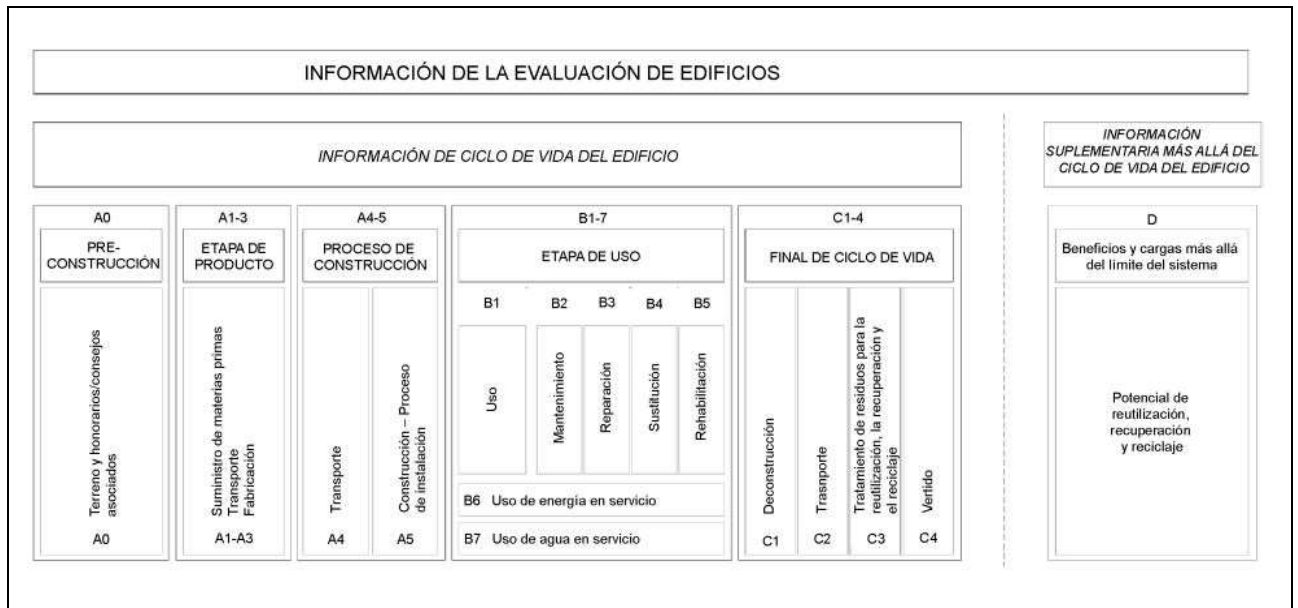 INFORMACIÓN DE LA EVALUACIÓN DE EDIFICIOS
INFORMACIÓN DE CICLO DE VIDA DEL EDIFICIO
INFORMACIÓN
SUPLEMENTARIA MÁS ALLÁ DEL
CICLO DE VIDA DEL EDIFICIO
A0
PRE-
CONSTRUCCIÓN
Terreno y honorarios/consejos
asociados
A0
A1-3
ETAPA DE
PRODUCTO
Suministro de materias primas
Transporte
Fabricación
A1-A3
A4-5
PROCESO DE
CONSTRUCCIÓN
Transporte
A4
Construcción – Proceso
de instalación
A5
B1-7
ETAPA DE USO
B1
Uso
B2
Mantenimiento
B3
Reparación
B4
Sustitución
B5
Rehabilitación
B6 Uso de energía en servicio
B7 Uso de agua en servicio
C1-4
FINAL DE CICLO DE VIDA
Deconstrucción
C1
Trasnporte
C2
Tratamiento de residuos para la
reutilización, la recuperación y
el reciclaje
C3
Vertido
C4
D
Beneficios y cargas más allá
del límite del sistema
Potencial de
reutilización,
recuperación
y reciclaje